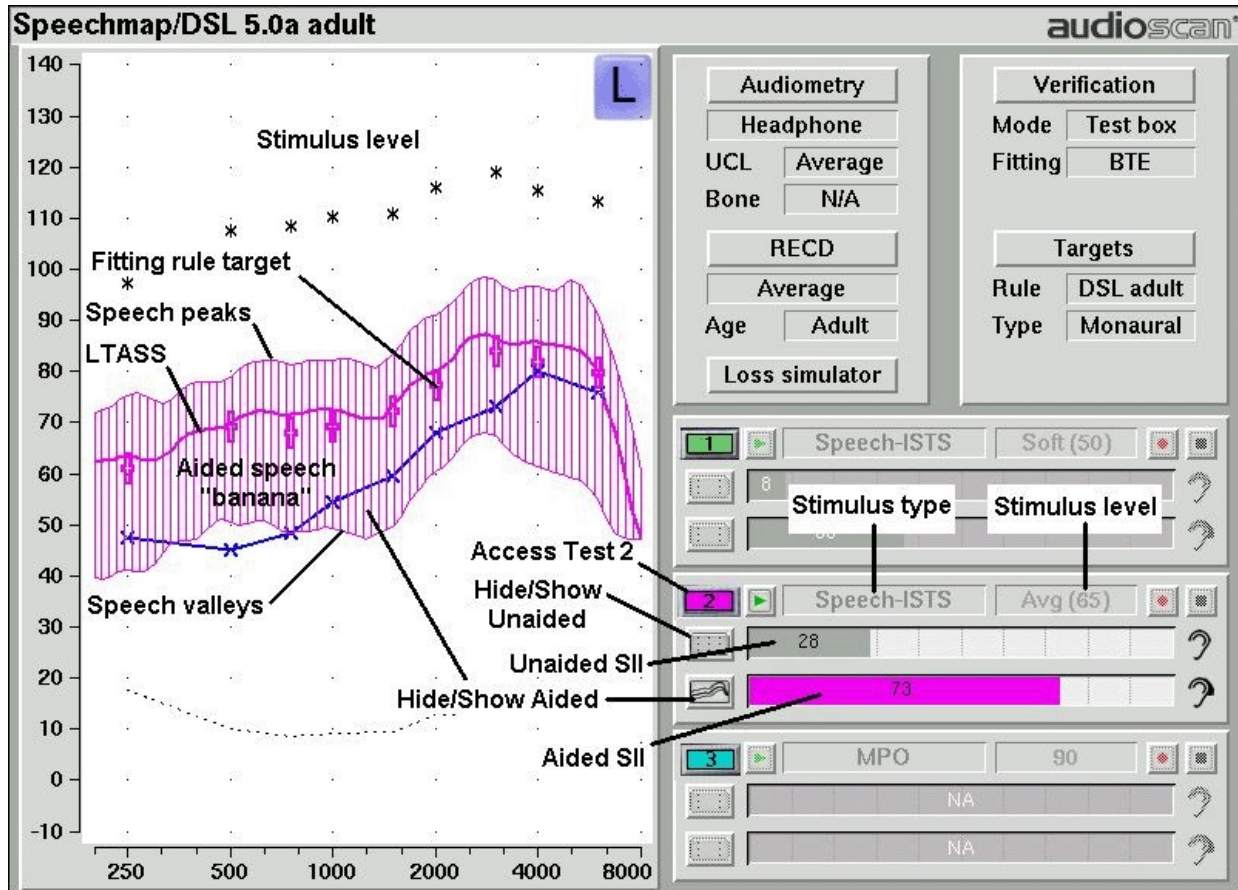 Speechmap/DSL 5.0a adult
audioscan
140
130
120
110
100
90
80
70
60
50
40
30
20
10
0
-10
250 500 1000 2000 4000 8000
L
Stimulus level
Fitting rule target
Speech peaks
LTASS
Aided speech
"banana"
Speech valleys
Access Test 2
Hide/Show
Unaided
Unaided SII
Hide/Show Aided
Aided SII
Audiometry
Headphone
UCL Average
Bone N/A
RECD
Average
Age Adult
Loss simulator
Verification
Mode Test box
Fitting BTE
Targets
Rule DSL adult
Type Monaural
1 Speech-ISTS Soft (50)
8
Stimulus type Stimulus level
2 Speech-ISTS Avg (65)
28
73
3 MPO 90
NA
NA